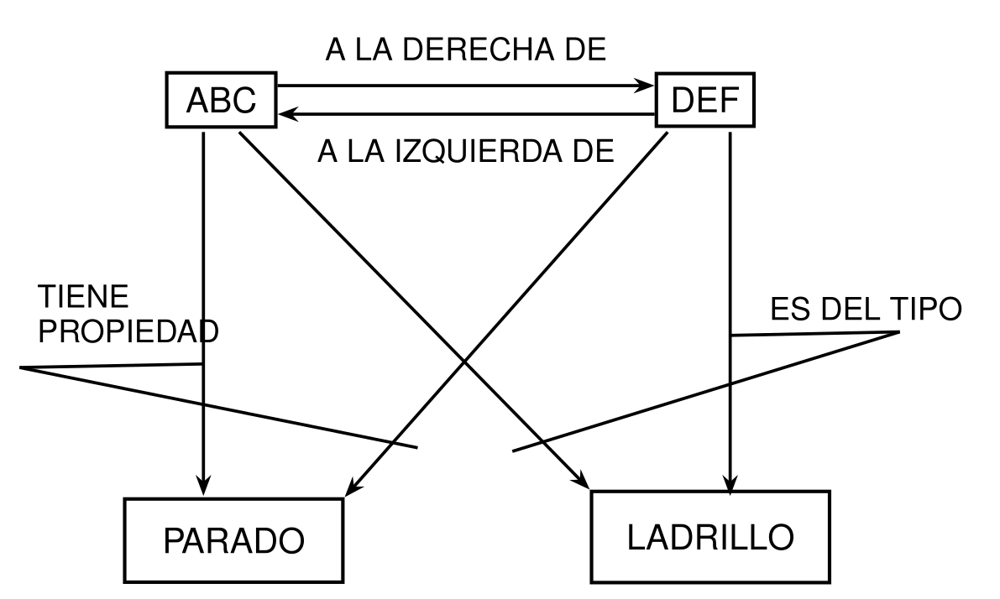 A LA DERECHA DE
ABC
DEF
A LA IZQUIERDA DE
TIENE
PROPIEDAD
ES DEL TIPO
PARADO
LADRILLO